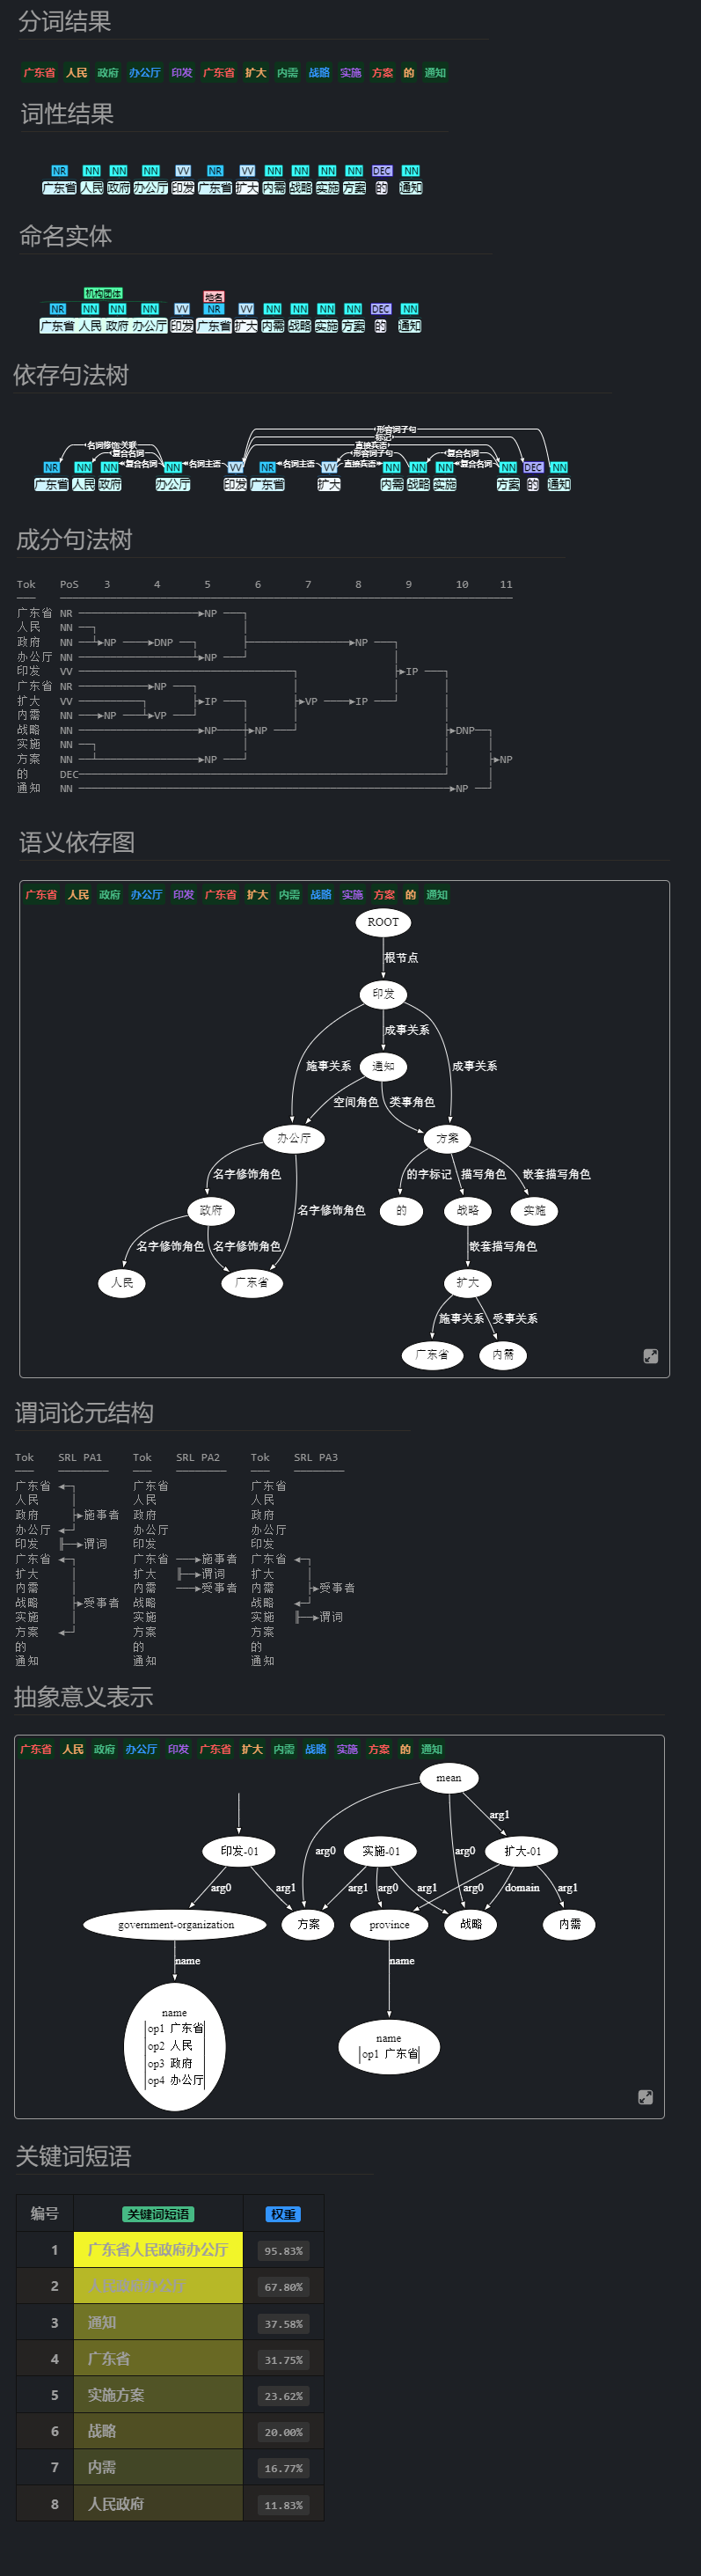 分词结果
广东省 人民 政府 办公厅 印发 广东省 扩大 内需 战略 实施 方案 的 通知
词性结果
NR NN NN NN VV NR VV NN NN NN NN DEC NN
广东省 人民 政府 办公厅 印发 广东省 扩大 内需 战略 实施 方案 的 通知
命名实体
机构团体 地名
NR NN NN NN VV NR VV NN NN NN NN DEC NN
广东省 人民 政府 办公厅 印发 广东省 扩大 内需 战略 实施 方案 的 通知
依存句法树
形容词子句
标记
名词修饰关联 直接宾语
复合名词 形容词子句 复合名词
复合名词 名词主语 名词主语 直接宾语 复合名词
NR NN NN NN VV NR VV NN NN NN NN DEC NN
广东省 人民 政府 办公厅 印发 广东省 扩大 内需 战略 实施 方案 的 通知
成分句法树
Tok PoS 3 4 5 6 7 8 9 10 11
广东省 NR NP
人民 NN
政府 NN NP DNP NP
办公厅 NN NP
印发 VV IP
广东省 NR NP
扩大 VV IP VP IP
内需 NN NP VP
战略 NN NP NP DNP
实施 NN
方案 NN NP NP
的 DEC
通知 NN NP
语义依存图
广东省 人民 政府 办公厅 印发 广东省 扩大 内需 战略 实施 方案 的 通知
ROOT
根节点
印发
成事关系
施事关系 通知 成事关系
空间角色 类事角色
办公厅 方案
名字修饰角色 的字标记 描写角色 嵌套描写角色
政府 名字修饰角色 的 战略 实施
名字修饰角色 名字修饰角色 嵌套描写角色
人民 广东省 扩大
施事关系 受事关系
广东省 内需
谓词论元结构
Tok SRL PA1 Tok SRL PA2 Tok SRL PA3
广东省 广东省 广东省
人民 人民 人民
政府 施事者 政府 政府
办公厅 办公厅 办公厅
印发 谓词 印发 印发
广东省 广东省 施事者 广东省
扩大 扩大 谓词 扩大
内需 内需 受事者 内需 受事者
战略 受事者 战略 战略
实施 实施 实施 谓词
方案 方案 方案
的 的 的
通知 通知 通知
抽象意义表示
广东省 人民 政府 办公厅 印发 广东省 扩大 内需 战略 实施 方案 的 通知
mean
arg1
印发-01 arg0 实施-01 arg0 扩大-01
arg0 arg1 arg1 arg0 arg1 arg0 domain arg1
government-organization 方案 province 战略 内需
name name
name name
op1 广东省 op1 广东省
op2 人民
op3 政府
op4 办公厅
关键词短语
编号 关键词短语 权重
1 广东省人民政府办公厅 95.83%
2 人民政府办公厅 67.80%
3 通知 37.58%
4 广东省 31.75%
5 实施方案 23.62%
6 战略 20.00%
7 内需 16.77%
8 人民政府 11.83%